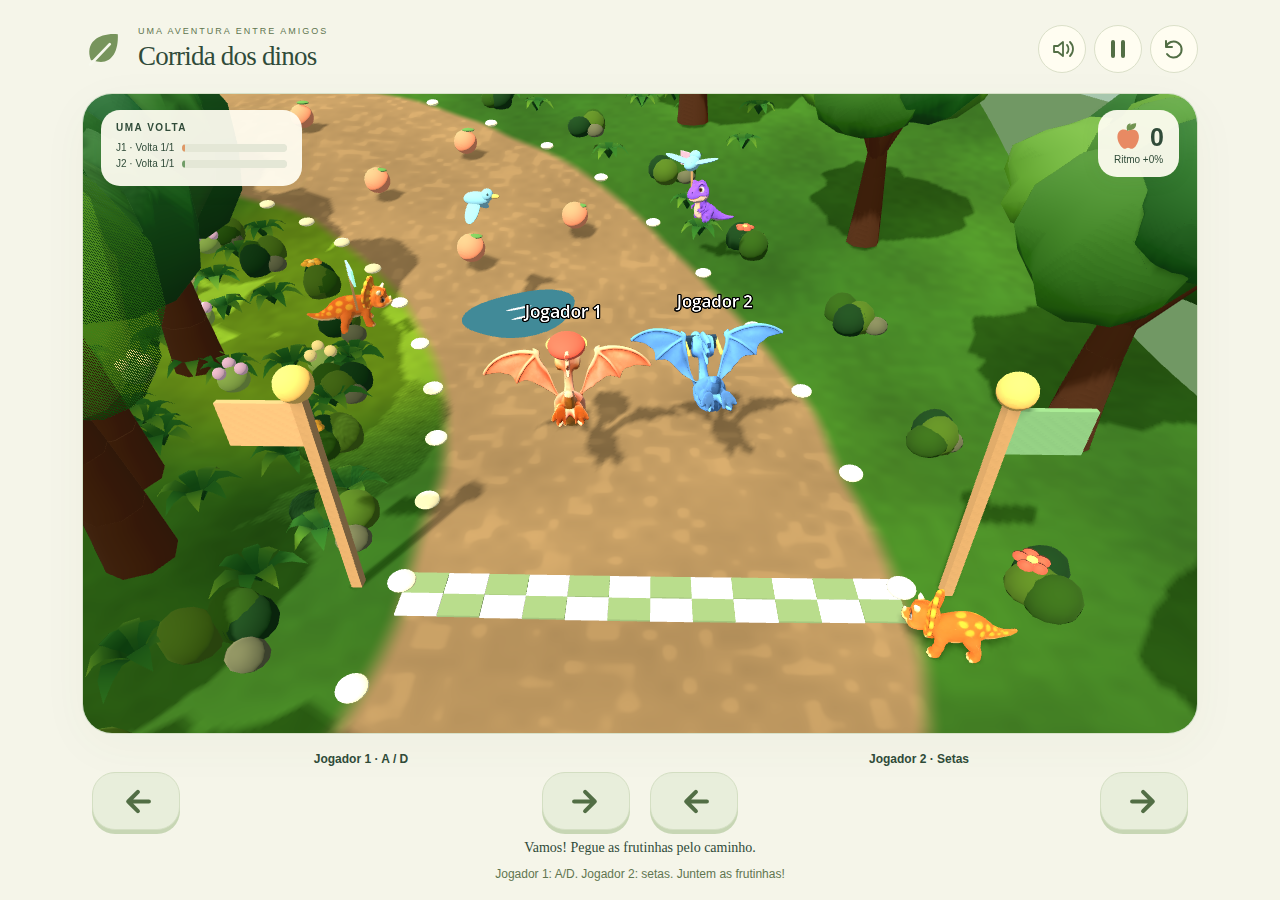 UMA AVENTURA ENTRE AMIGOS
Corrida dos dinos
UMA VOLTA
J1 · Volta 1/1
J2 · Volta 1/1
0
Ritmo +0%
Jogador 1
Jogador 2
Jogador 1 · A / D
Jogador 2 · Setas
Vamos! Pegue as frutinhas pelo caminho.
Jogador 1: A/D. Jogador 2: setas. Juntem as frutinhas!